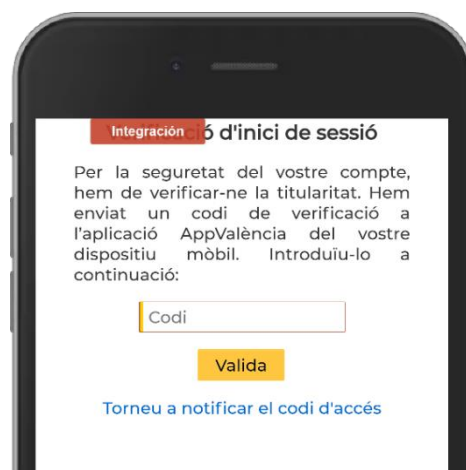 Integración ó d'inici de sessió
Per la seguretat del vostre compte,
hem de verificar-ne la titularitat. Hem
enviat un codi de verificació a
l'aplicació AppValència del vostre
dispositiu mòbil. Introduïu-lo a
continuació:
Codi
Valida
Torneu a notificar el codi d'accés